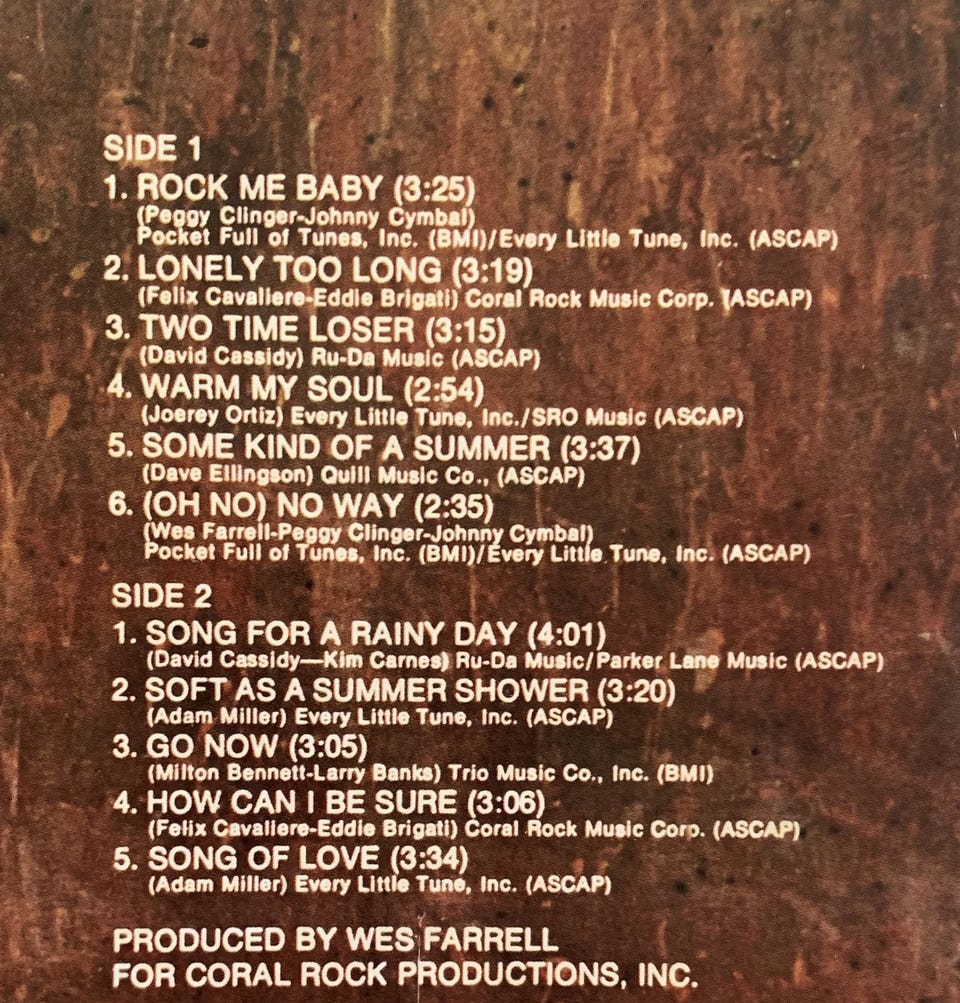 SIDE 1
1. ROCK ME BABY (3:25)
(Peggy Clinger-Johnny Cymbal)
Pocket Full of Tunes, Inc. (BMI)/Every Little Tune, Inc. (ASCAP)
2. LONELY TOO LONG (3:19)
(Felix Cavaliere-Eddie Brigati) Coral Rock Music Corp. (ASCAP)
3. TWO TIME LOSER (3:15)
(David Cassidy) Ru-Da Music (ASCAP)
4. WARM MY SOUL (2:54)
(Joerey Ortiz) Every Little Tune, Inc./SRO Music (ASCAP)
5. SOME KIND OF A SUMMER (3:37)
(Dave Ellingson) Quill Music Co., (ASCAP)
6. (OH NO) NO WAY (2:35)
(Wes Farrell-Peggy Clinger-Johnny Cymbal)
Pocket Full of Tunes, Inc. (BMI)/Every Little Tune, Inc. (ASCAP)
SIDE 2
1. SONG FOR A RAINY DAY (4:01)
(David Cassidy—Kim Carnes) Ru-Da Music/Parker Lane Music (ASCAP)
2. SOFT AS A SUMMER SHOWER (3:20)
(Adam Miller) Every Little Tune, Inc. (ASCAP)
3. GO NOW (3:05)
(Milton Bennett-Larry Banks) Trio Music Co., Inc. (BMI)
4. HOW CAN I BE SURE (3:06)
(Felix Cavaliere-Eddie Brigati) Coral Rock Music Corp. (ASCAP)
5. SONG OF LOVE (3:34)
(Adam Miller) Every Little Tune, Inc. (ASCAP)
PRODUCED BY WES FARRELL
FOR CORAL ROCK PRODUCTIONS, INC.